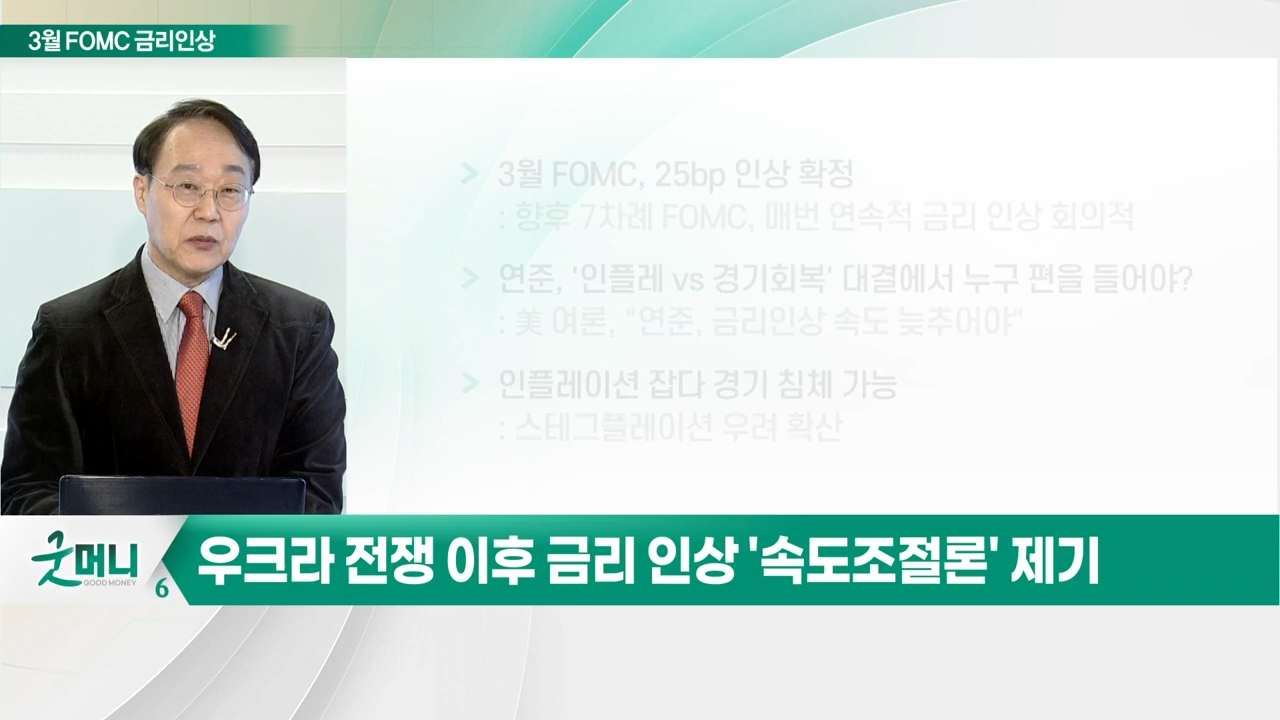 3월 FOMC 금리인상
> 3월 FOMC, 25bp 인상 확정
: 향후 7차례 FOMC, 매번 연속적 금리 인상 회의적
> 연준, '인플레 vs 경기회복' 대결에서 누구 편을 들어야?
: 美 여론, "연준, 금리인상 속도 늦추어야"
> 인플레이션 잡다 경기 침체 가능
: 스테그플레이션 우려 확산
굿머니
GOOD MONEY
6
우크라 전쟁 이후 금리 인상 '속도조절론' 제기